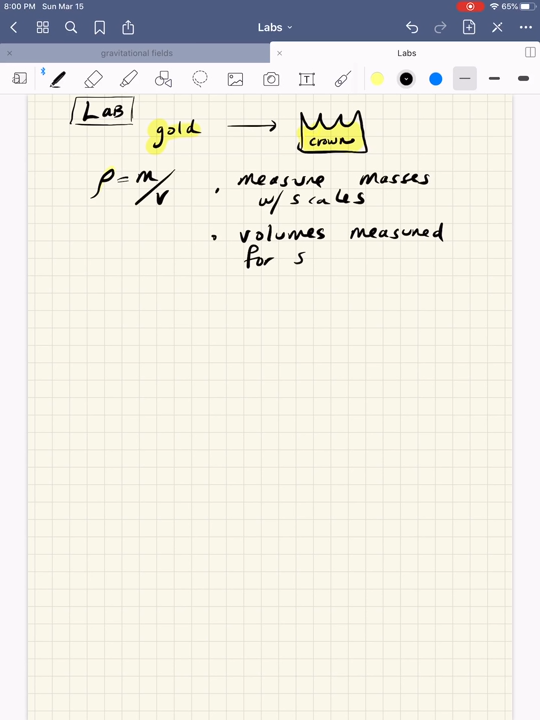 8:00 PM Sun Mar 15
65%
Labs
gravitational fields
Labs
Lab
gold → crown
ρ = m/v
• measure masses
w/ scales
• volumes measured
for s